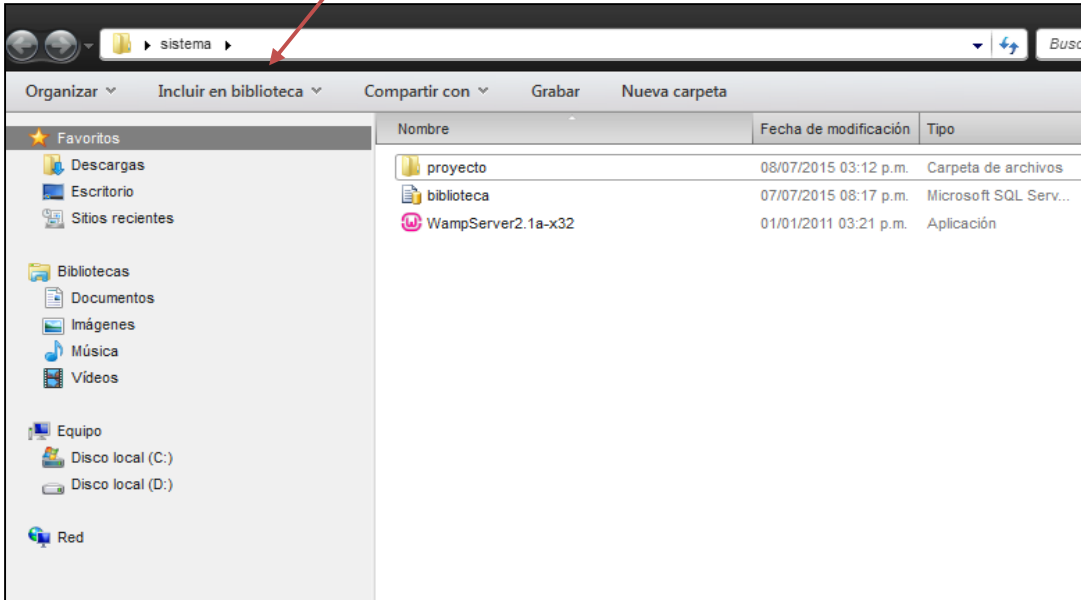 sistema
Busc
Organizar Incluir en biblioteca Compartir con Grabar Nueva carpeta
Favoritos
Descargas
Escritorio
Sitios recientes
Bibliotecas
Documentos
Imágenes
Música
Vídeos
Equipo
Disco local (C:)
Disco local (D:)
Red
Nombre Fecha de modificación Tipo
proyecto 08/07/2015 03:12 p.m. Carpeta de archivos
biblioteca 07/07/2015 08:17 p.m. Microsoft SQL Serv...
WampServer2.1a-x32 01/01/2011 03:21 p.m. Aplicación